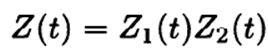 Z(t) = Z₁(t)Z₂(t)